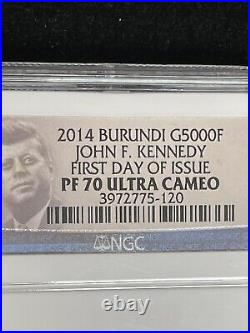 2014 BURUNDI G5000F
JOHN F. KENNEDY
FIRST DAY OF ISSUE
PF 70 ULTRA CAMEO
3972775-120
NGC